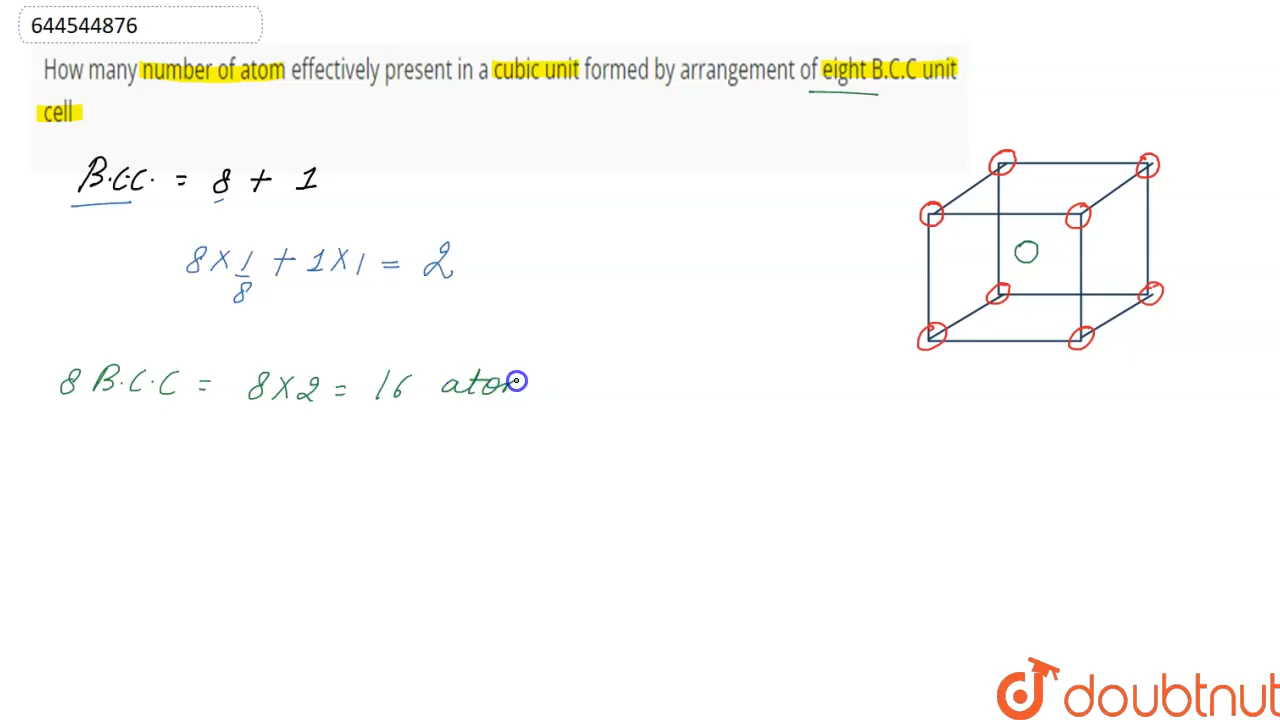 644544876
How many number of atom effectively present in a cubic unit formed by arrangement of eight B.C.C unit
cell
B.C.C. = 8 + 1
8 × 1/8 + 1 × 1 = 2
8 B.C.C = 8 × 2 = 16 atom
doubtnut